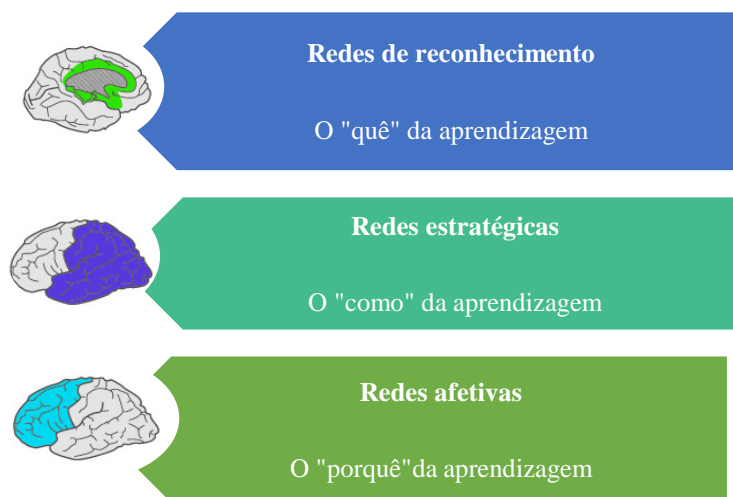 Redes de reconhecimento
O "quê" da aprendizagem
Redes estratégicas
O "como" da aprendizagem
Redes afetivas
O "porquê"da aprendizagem